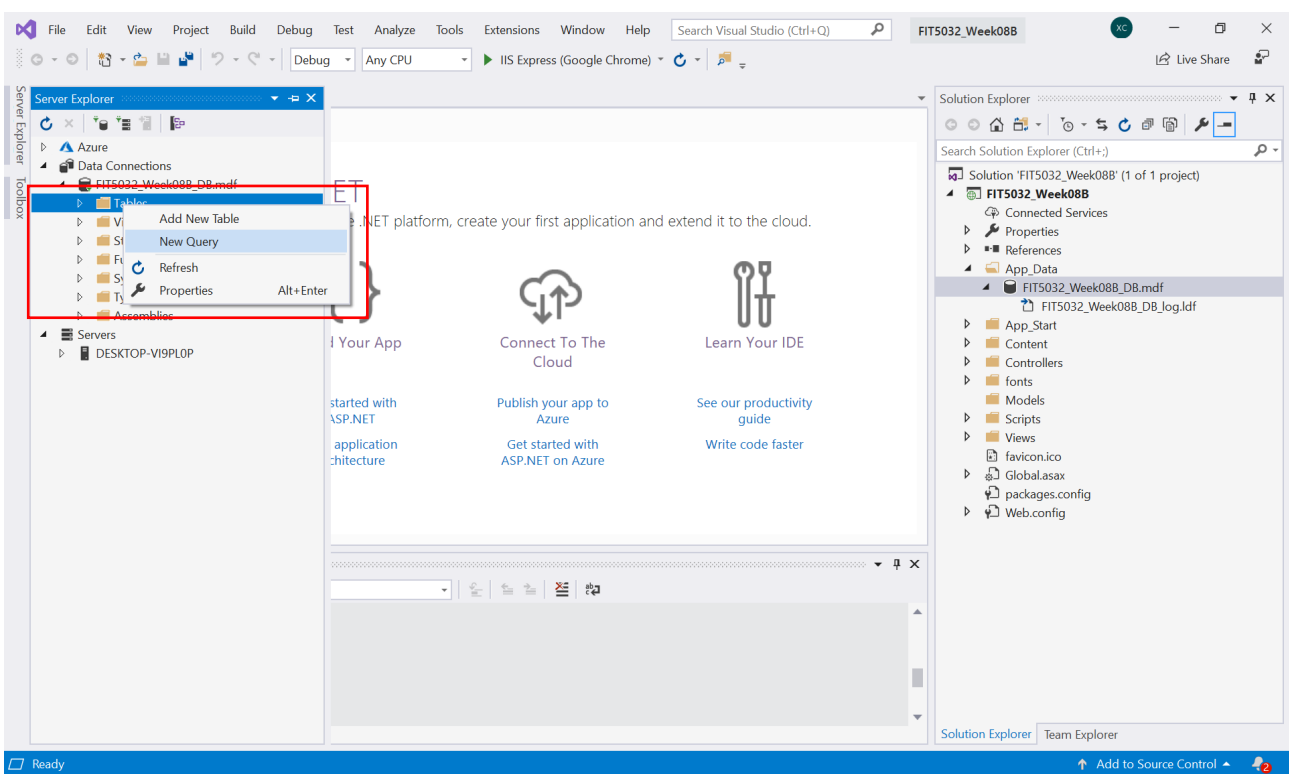 File Edit View Project Build Debug Test Analyze Tools Extensions Window Help Search Visual Studio (Ctrl+Q) FIT5032_Week08B XC
Debug Any CPU IIS Express (Google Chrome) Live Share
Server Explorer
Toolbox
Server Explorer
Azure
Data Connections
FIT5032_Week08B_DB.mdf
Tables
Vi
St
Fu
Sy
Ty
Assemblies
Servers
DESKTOP-VI9PL0P
Add New Table
New Query
Refresh
Properties Alt+Enter
ET
.NET platform, create your first application and extend it to the cloud.
d Your App
Connect To The
Cloud
Learn Your IDE
started with
ASP.NET
application
chitecture
Publish your app to
Azure
Get started with
ASP.NET on Azure
See our productivity
guide
Write code faster
Solution Explorer
Search Solution Explorer (Ctrl+;)
Solution 'FIT5032_Week08B' (1 of 1 project)
FIT5032_Week08B
Connected Services
Properties
References
App_Data
FIT5032_Week08B_DB.mdf
FIT5032_Week08B_DB_log.ldf
App_Start
Content
Controllers
fonts
Models
Scripts
Views
favicon.ico
Global.asax
packages.config
Web.config
Solution Explorer Team Explorer
Ready Add to Source Control 2